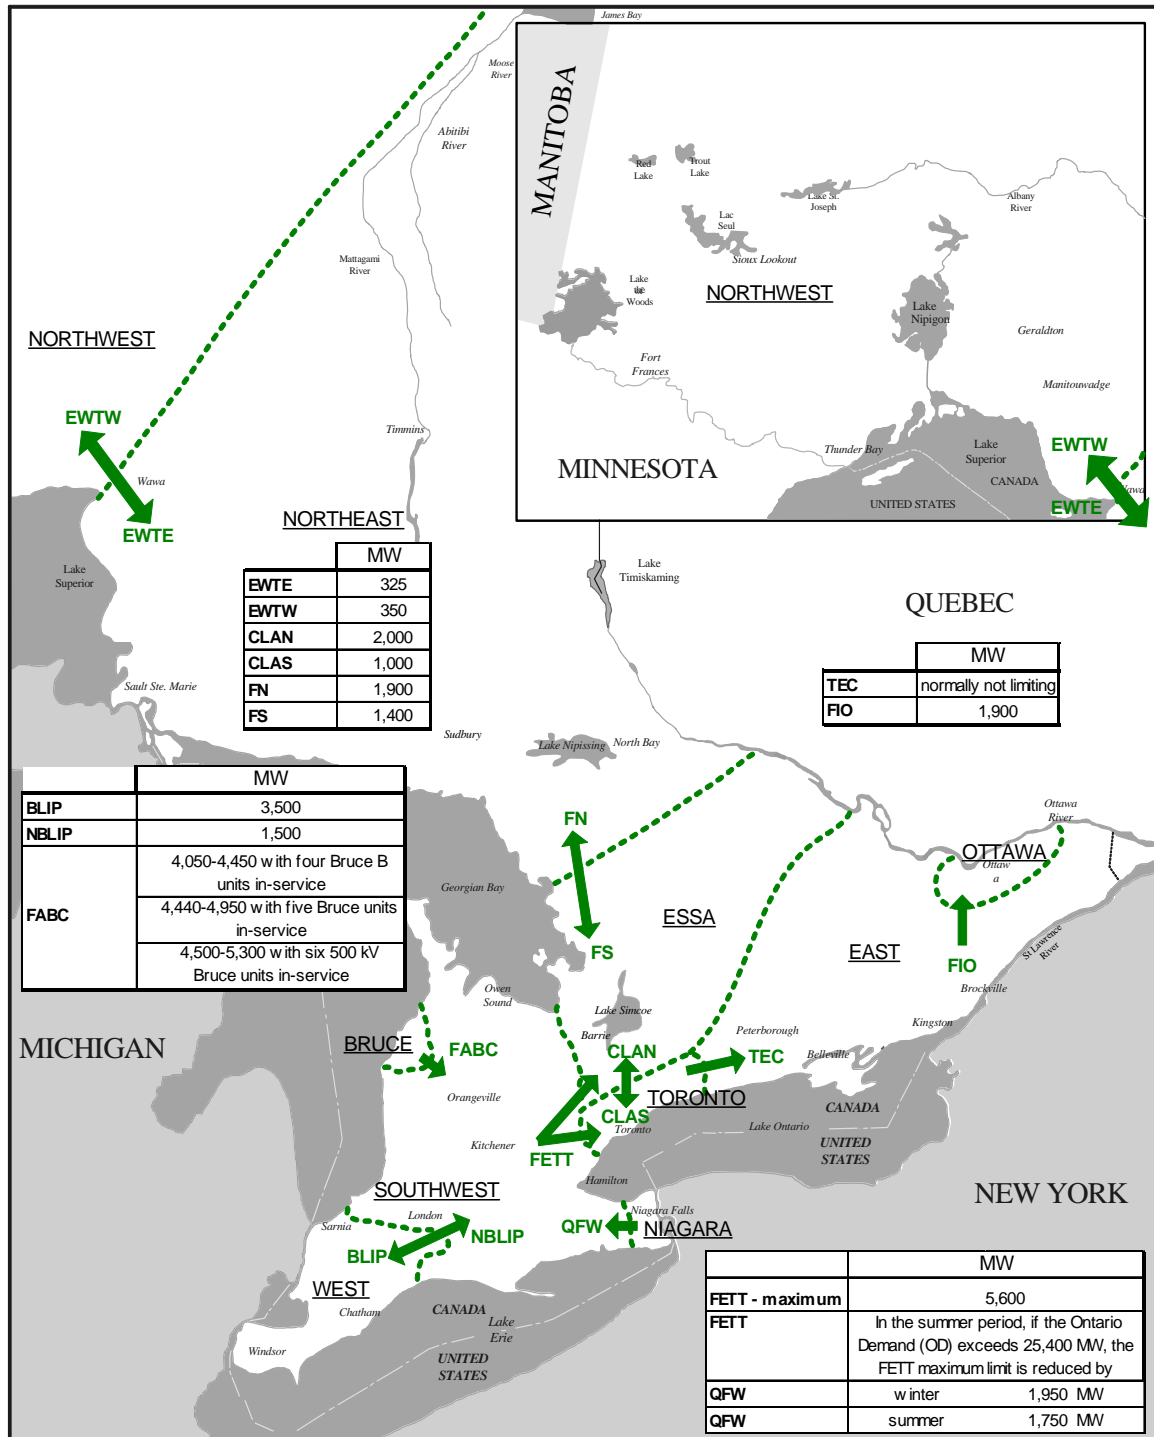 James Bay
Moose
River
Abitibi
River
MANITOBA
Red
Lake
Trout
Lake
Lake St.
Joseph
Albany
River
Lac
Seul
Sioux Lookout
Mattagami
River
Lake
the
Woods
NORTHWEST
Lake
Nipigon
Geraldton
NORTHWEST
Fort
Frances
Manitouwadge
EWTW
Timmins
Thunder Bay
Lake
Superior
EWTW
MINNESOTA
CANADA
Wawa
UNITED STATES
EWTE
Wawa
NORTHEAST
EWTE
MW
EWTE 325
EWTW 350
CLAN 2,000
CLAS 1,000
FN 1,900
FS 1,400
Lake
Superior
Lake
Timiskaming
QUEBEC
MW
TEC normally not limiting
FIO 1,900
Sault Ste. Marie
Sudbury
Lake Nipissing
North Bay
MW
BLIP 3,500
NBLIP 1,500
FABC
4,050-4,450 with four Bruce B
units in-service
4,440-4,950 with five Bruce units
in-service
4,500-5,300 with six 500 kV
Bruce units in-service
FN
Ottawa
River
OTTAWA
Ottaw
a
Georgian Bay
ESSA
FS
EAST
FIO
St Lawrence
River
Brockville
Owen
Sound
Lake Simcoe
Kingston
Barrie
Peterborough
Belleville
MICHIGAN
BRUCE
FABC
CLAN
TEC
Orangeville
TORONTO
CLAS
CANADA
Toronto
Lake Ontario
UNITED
STATES
Kitchener
FETT
Hamilton
SOUTHWEST
NEW YORK
London
Sarnia
Niagara Falls
NBLIP
QFW
NIAGARA
BLIP
WEST
Chatham
CANADA
Lake
Erie
Windsor
UNITED
STATES
MW
FETT - maximum 5,600
FETT
In the summer period, if the Ontario
Demand (OD) exceeds 25,400 MW, the
FETT maximum limit is reduced by
QFW winter 1,950 MW
QFW summer 1,750 MW